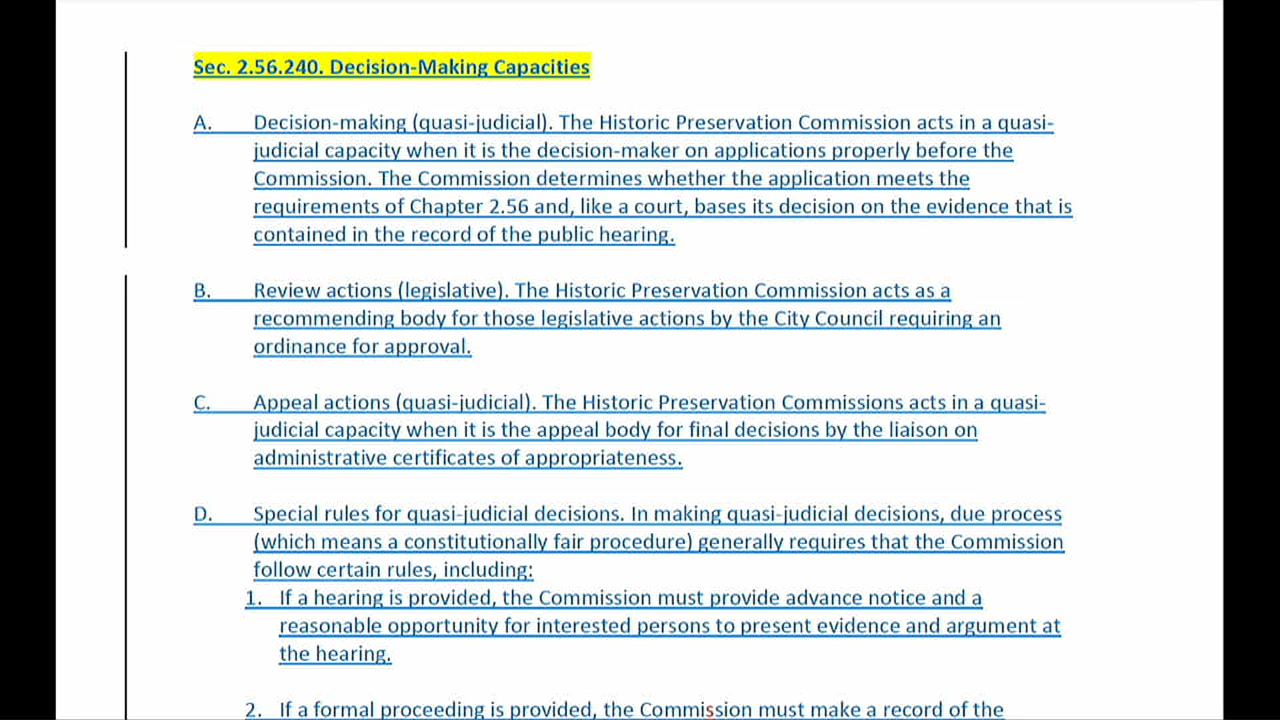 Sec. 2.56.240. Decision-Making Capacities
A. Decision-making (quasi-judicial). The Historic Preservation Commission acts in a quasi-
judicial capacity when it is the decision-maker on applications properly before the
Commission. The Commission determines whether the application meets the
requirements of Chapter 2.56 and, like a court, bases its decision on the evidence that is
contained in the record of the public hearing.
B. Review actions (legislative). The Historic Preservation Commission acts as a
recommending body for those legislative actions by the City Council requiring an
ordinance for approval.
C. Appeal actions (quasi-judicial). The Historic Preservation Commissions acts in a quasi-
judicial capacity when it is the appeal body for final decisions by the liaison on
administrative certificates of appropriateness.
D. Special rules for quasi-judicial decisions. In making quasi-judicial decisions, due process
(which means a constitutionally fair procedure) generally requires that the Commission
follow certain rules, including:
1. If a hearing is provided, the Commission must provide advance notice and a
reasonable opportunity for interested persons to present evidence and argument at
the hearing.
2. If a formal proceeding is provided, the Commission must make a record of the